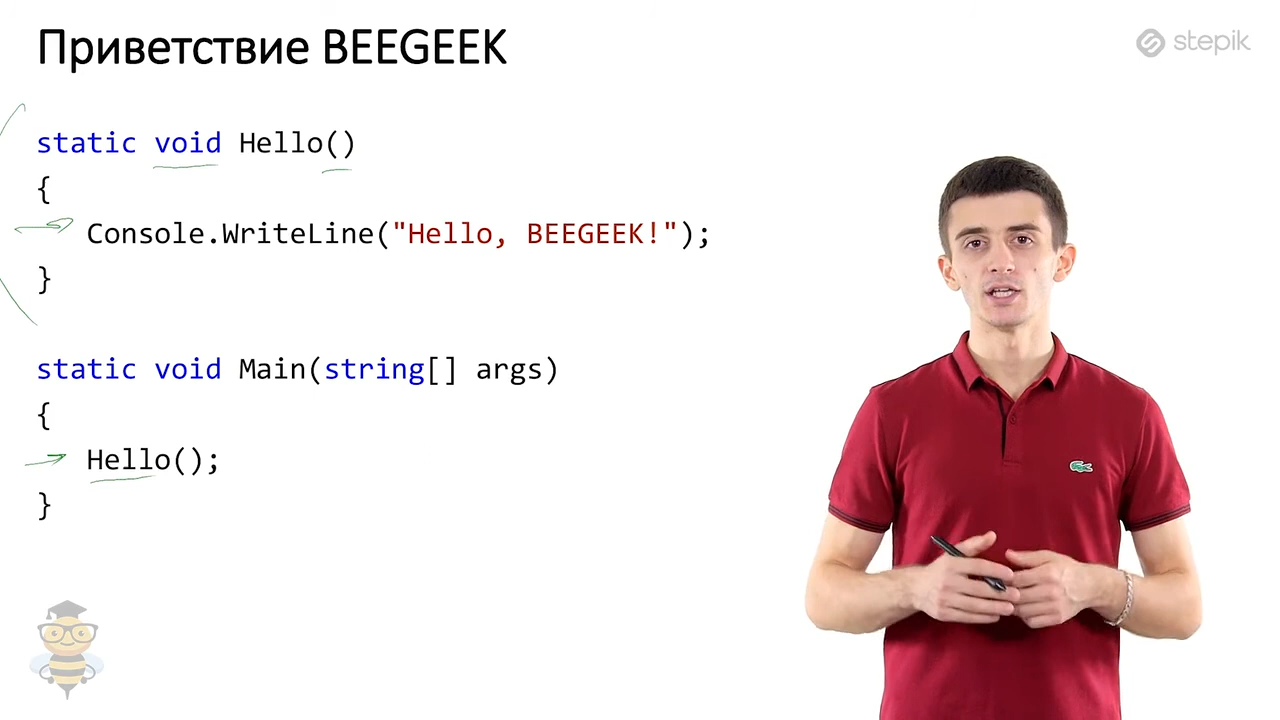 Приветствие BEEGEEK
stepik
static void Hello()
{
Console.WriteLine("Hello, BEEGEEK!");
}
static void Main(string[] args)
{
Hello();
}